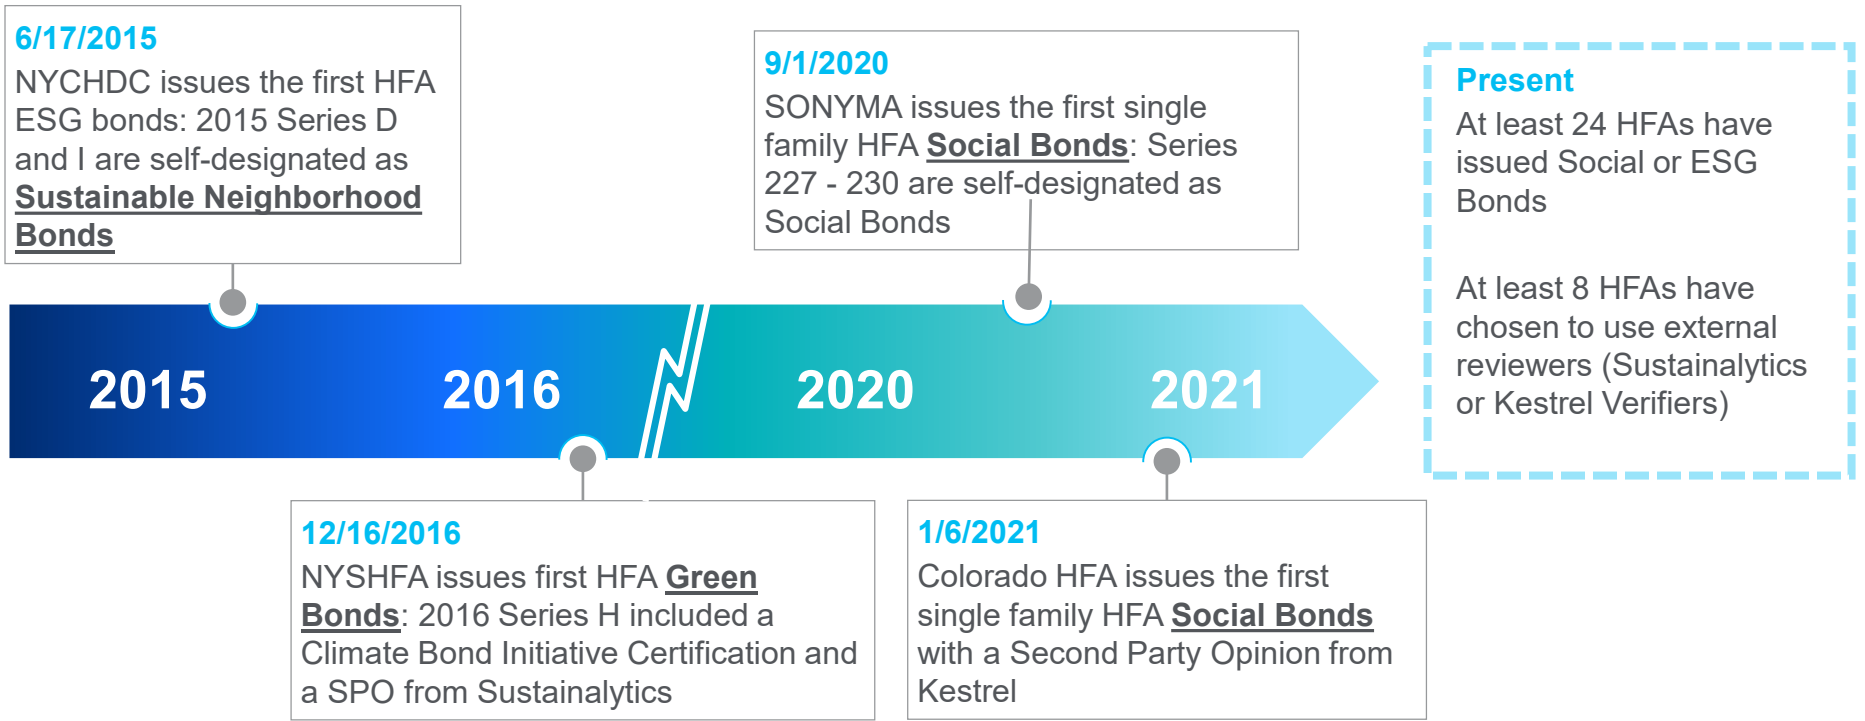 6/17/2015
NYCHDC issues the first HFA
ESG bonds: 2015 Series D
and I are self-designated as
Sustainable Neighborhood
Bonds
9/1/2020
SONYMA issues the first single
family HFA Social Bonds: Series
227 - 230 are self-designated as
Social Bonds
Present
At least 24 HFAs have
issued Social or ESG
Bonds
At least 8 HFAs have
chosen to use external
reviewers (Sustainalytics
or Kestrel Verifiers)
2015
2016
2020
2021
12/16/2016
NYSHFA issues first HFA Green
Bonds: 2016 Series H included a
Climate Bond Initiative Certification and
a SPO from Sustainalytics
1/6/2021
Colorado HFA issues the first
single family HFA Social Bonds
with a Second Party Opinion from
Kestrel